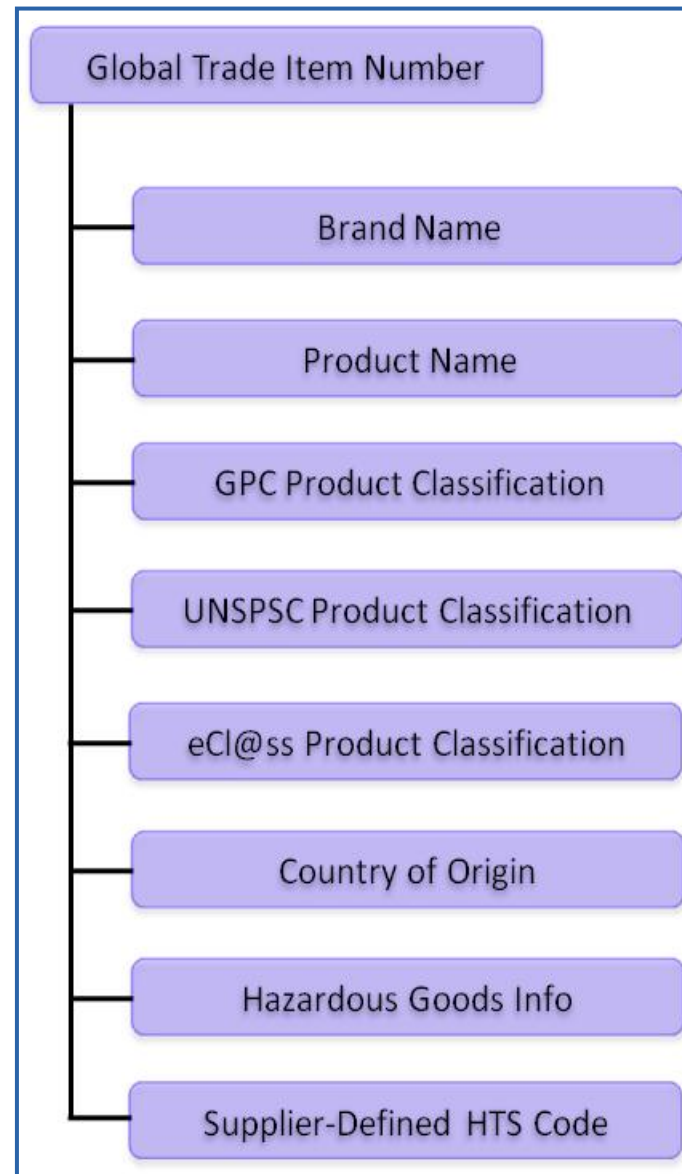 Global Trade Item Number
Brand Name
Product Name
GPC Product Classification
UNSPSC Product Classification
eCl@ss Product Classification
Country of Origin
Hazardous Goods Info
Supplier-Defined HTS Code